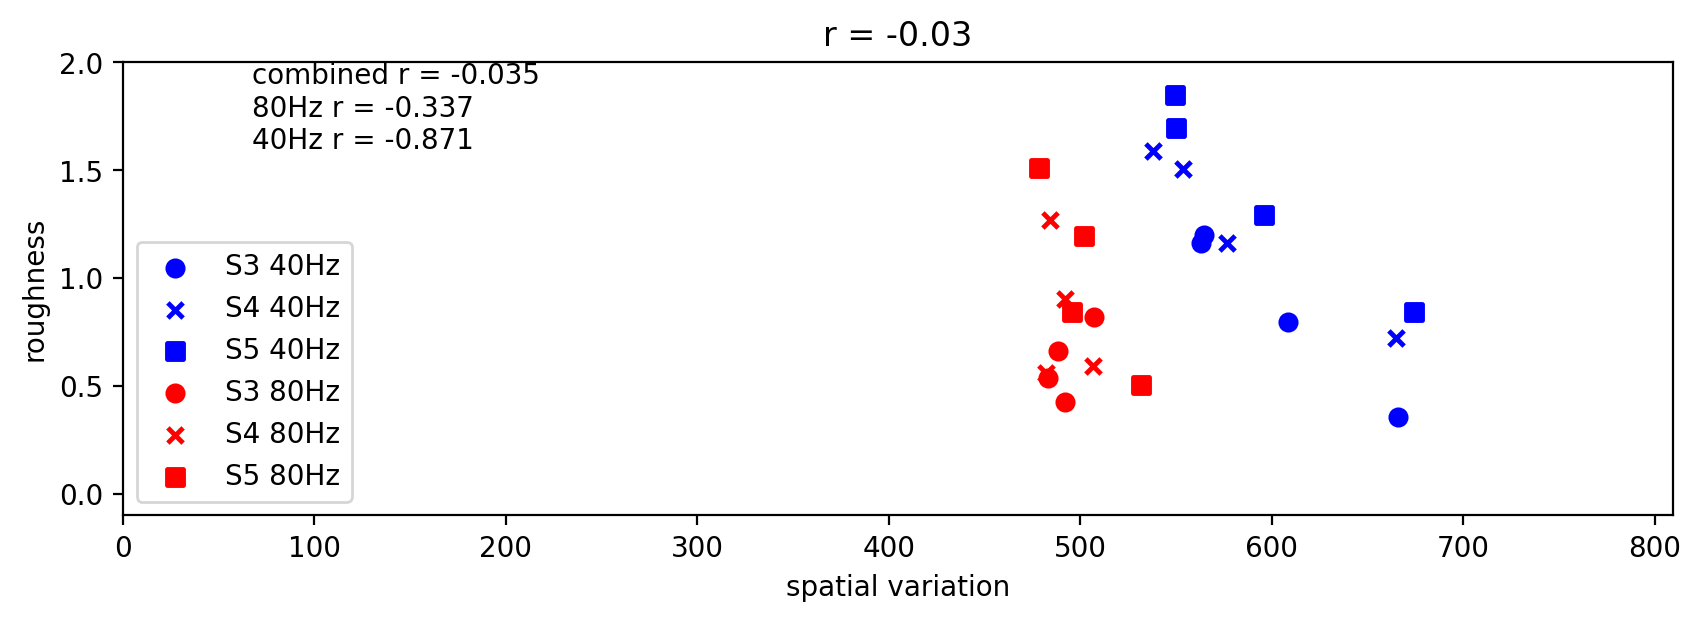 r = -0.03
combined r = -0.035
80Hz r = -0.337
40Hz r = -0.871
2.0
1.5
1.0
0.5
0.0
roughness
S3 40Hz
S4 40Hz
S5 40Hz
S3 80Hz
S4 80Hz
S5 80Hz
0 100 200 300 400 500 600 700 800
spatial variation